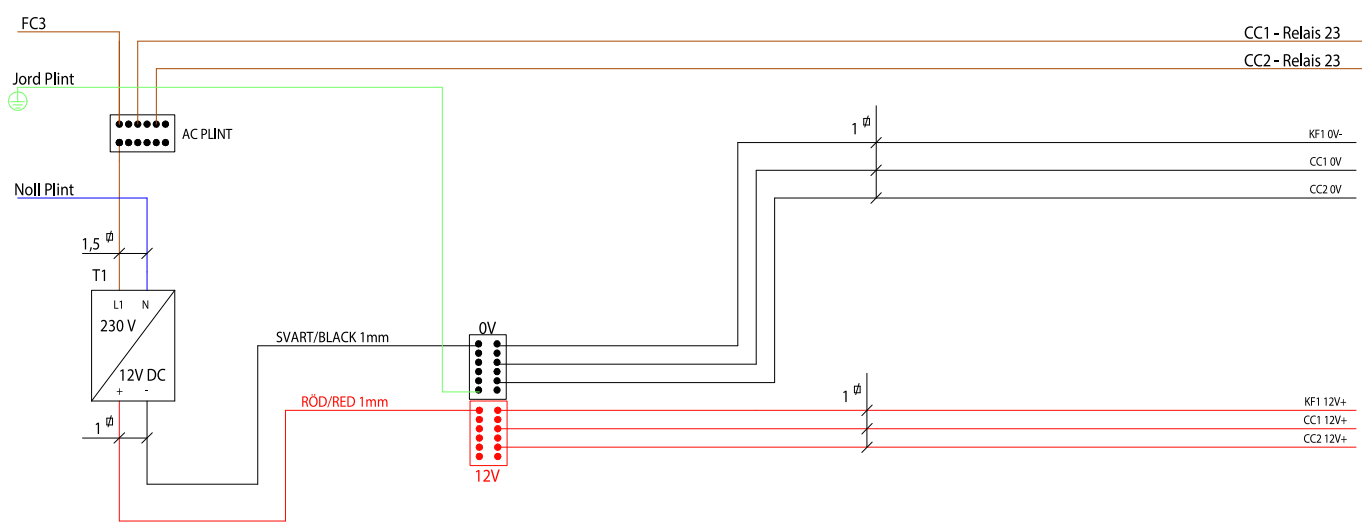 FC3
CC1 - Relais 23
CC2 - Relais 23
Jord Plint
AC PLINT
1
KF1 0V-
CC1 0V
CC2 0V
Noll Plint
1,5
T1
L1 N
230 V
12V DC
+ -
SVART/BLACK 1mm
0V
RÖD/RED 1mm
1
KF1 12V+
CC1 12V+
CC2 12V+
1
12V